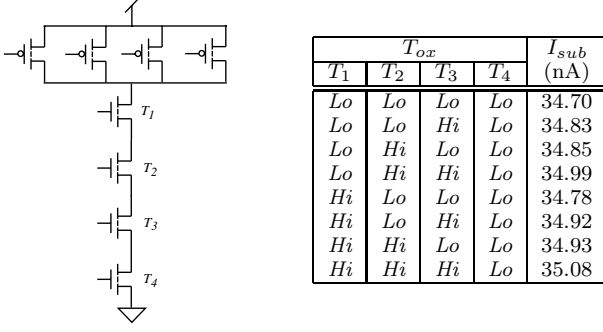 T1
T2
T3
T4
Tox Isub
T1 T2 T3 T4 (nA)
Lo Lo Lo Lo 34.70
Lo Lo Hi Lo 34.83
Lo Hi Lo Lo 34.85
Lo Hi Hi Lo 34.99
Hi Lo Lo Lo 34.78
Hi Lo Hi Lo 34.92
Hi Hi Lo Lo 34.93
Hi Hi Hi Lo 35.08